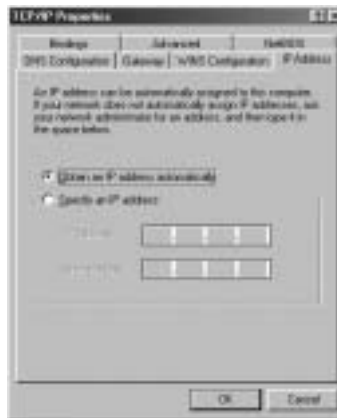 TCP/IP Properties
Bindings Advanced NetBIOS
DNS Configuration Gateway WINS Configuration IP Address
An IP address can be automatically assigned to this computer.
If your network does not automatically assign IP addresses, ask
your network administrator for an address, and then type it in
the space below.
Obtain an IP address automatically
Specify an IP address:
OK Cancel